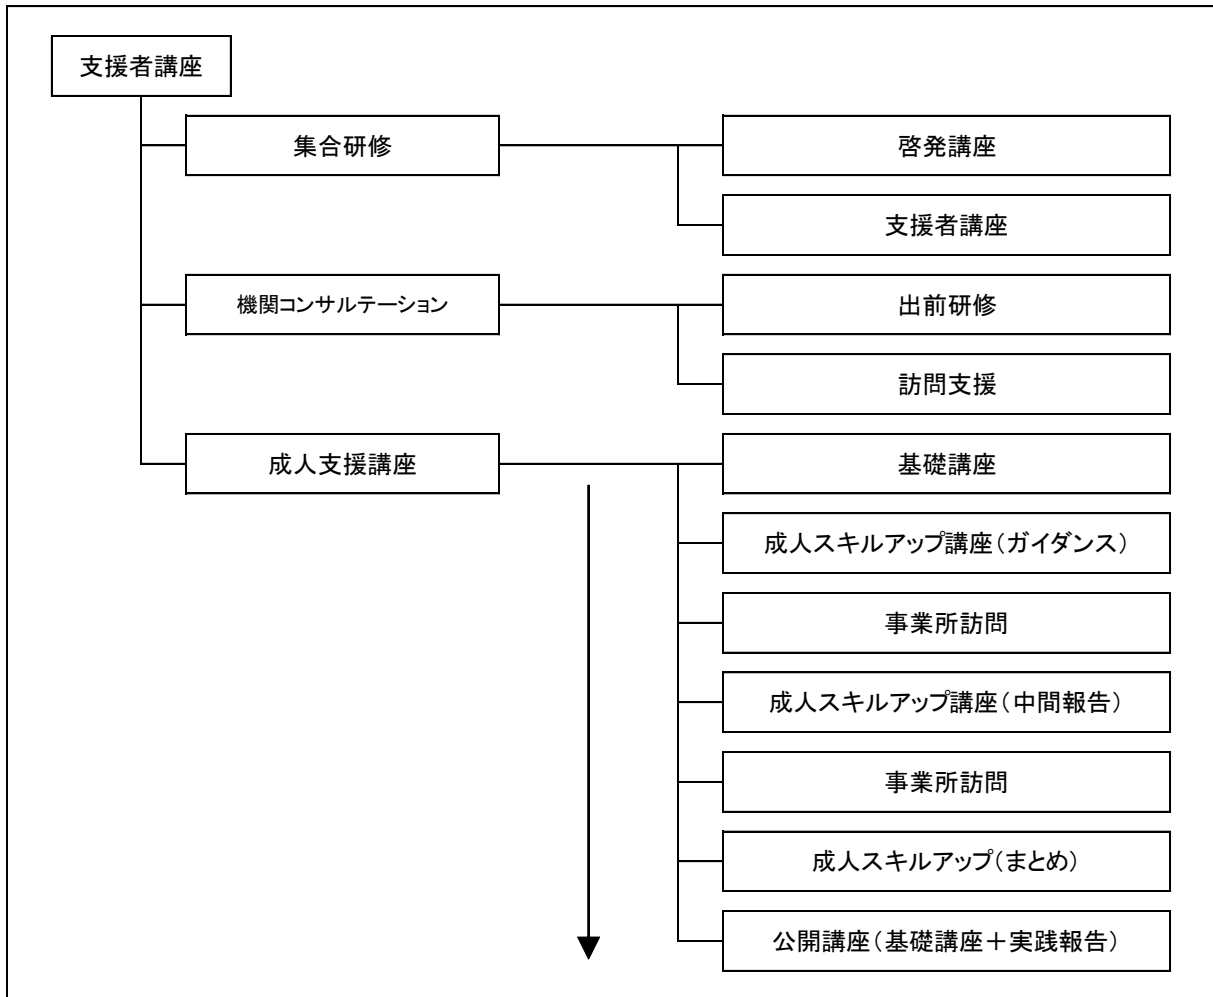 支援者講座
集合研修
啓発講座
支援者講座
機関コンサルテーション
出前研修
訪問支援
成人支援講座
基礎講座
成人スキルアップ講座(ガイダンス)
事業所訪問
成人スキルアップ講座(中間報告)
事業所訪問
成人スキルアップ(まとめ)
公開講座(基礎講座+実践報告)